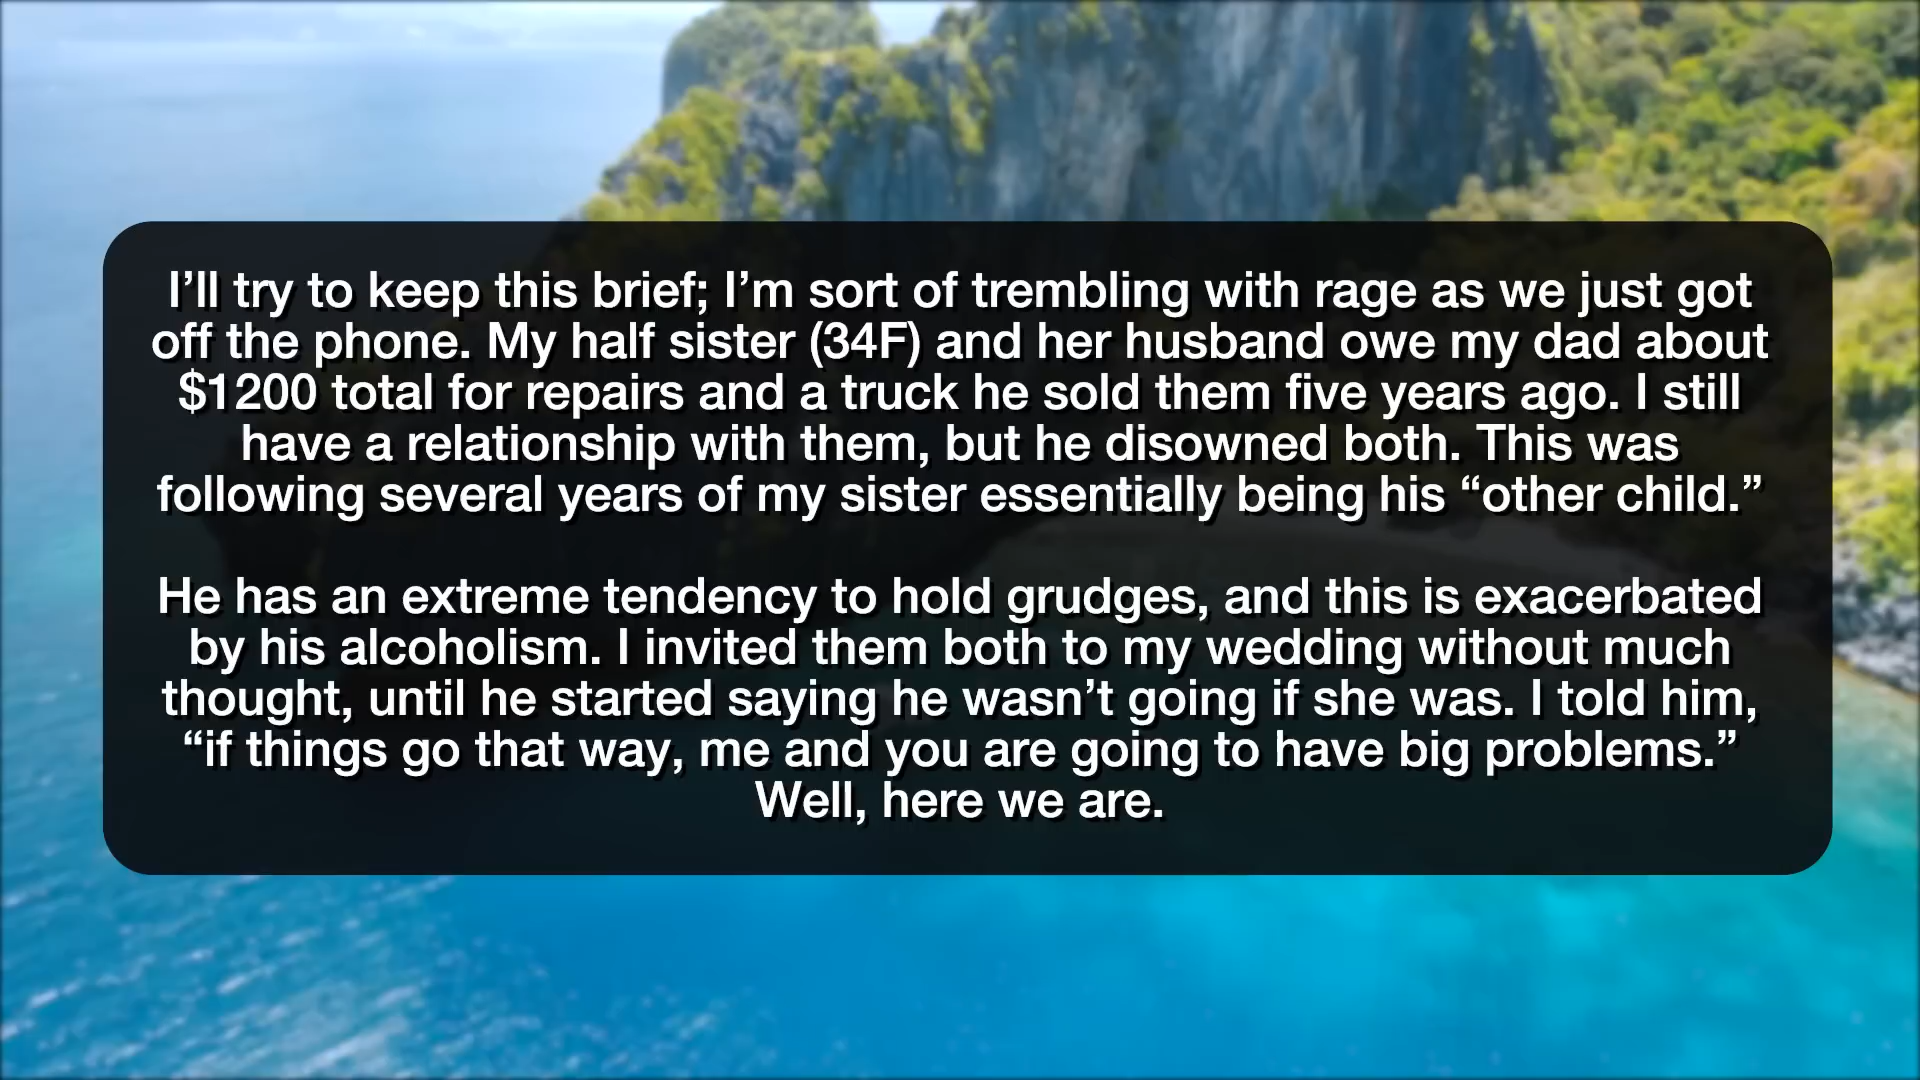 I’ll try to keep this brief; I’m sort of trembling with rage as we just got
off the phone. My half sister (34F) and her husband owe my dad about
$1200 total for repairs and a truck he sold them five years ago. I still
have a relationship with them, but he disowned both. This was
following several years of my sister essentially being his “other child.”
He has an extreme tendency to hold grudges, and this is exacerbated
by his alcoholism. I invited them both to my wedding without much
thought, until he started saying he wasn’t going if she was. I told him,
“if things go that way, me and you are going to have big problems.”
Well, here we are.